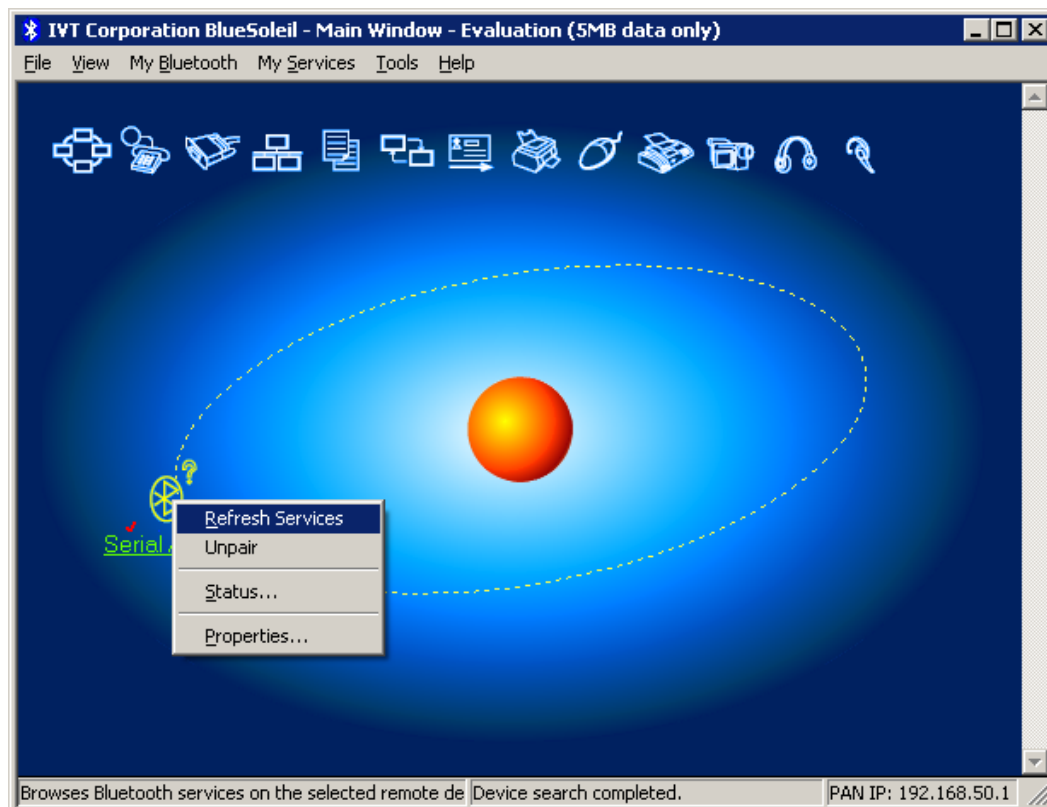 IVT Corporation BlueSoleil - Main Window - Evaluation (5MB data only)
File View My Bluetooth My Services Tools Help
Refresh Services
Serial
Unpair
Status...
Properties...
Browses Bluetooth services on the selected remote de Device search completed. PAN IP: 192.168.50.1